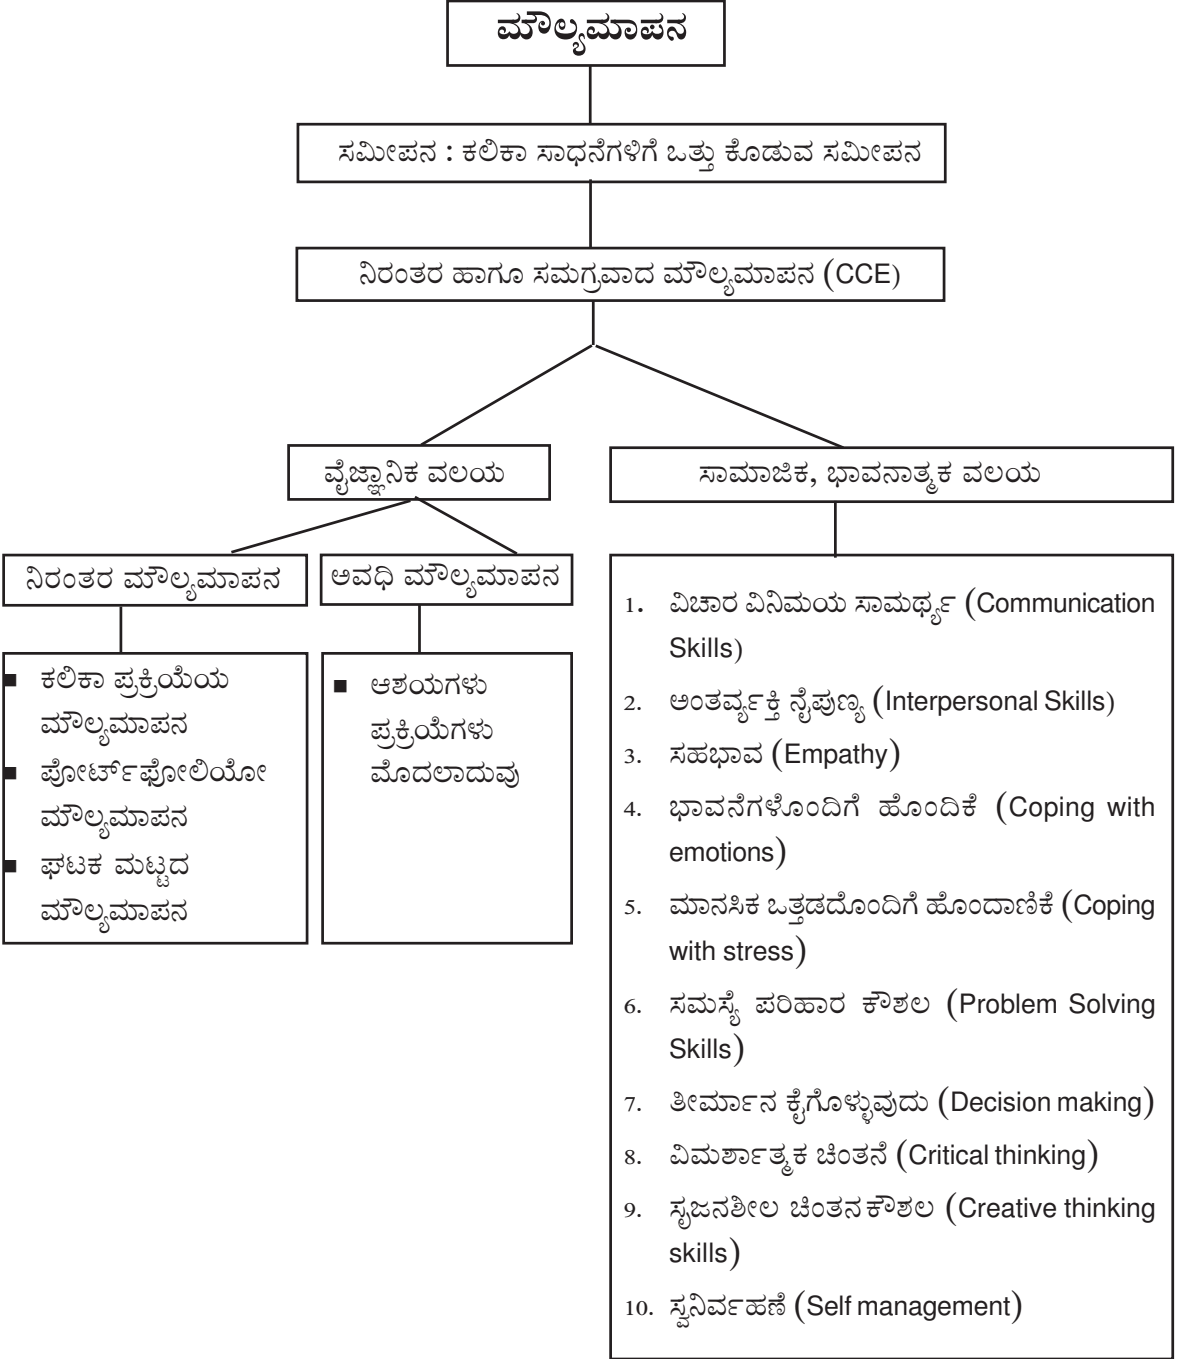 ಮೌಲ್ಯಮಾಪನ
ಸಮೀಪನ : ಕಲಿಕಾ ಸಾಧನೆಗಳಿಗೆ ಒತ್ತು ಕೊಡುವ ಸಮೀಪನ
ನಿರಂತರ ಹಾಗೂ ಸಮಗ್ರವಾದ ಮೌಲ್ಯಮಾಪನ (CCE)
ವೈಜ್ಞಾನಿಕ ವಲಯ
ನಿರಂತರ ಮೌಲ್ಯಮಾಪನ
■ ಕಲಿಕಾ ಪ್ರಕ್ರಿಯೆಯ
ಮೌಲ್ಯಮಾಪನ
■ ಪೋರ್ಟ್‌ಫೋಲಿಯೋ
ಮೌಲ್ಯಮಾಪನ
■ ಘಟಕ ಮಟ್ಟದ
ಮೌಲ್ಯಮಾಪನ
ಅವಧಿ ಮೌಲ್ಯಮಾಪನ
■ ಆಶಯಗಳು
ಪ್ರಕ್ರಿಯೆಗಳು
ಮೊದಲಾದುವು
ಸಾಮಾಜಿಕ, ಭಾವನಾತ್ಮಕ ವಲಯ
1. ವಿಚಾರ ವಿನಿಮಯ ಸಾಮರ್ಥ್ಯ (Communication
Skills)
2. ಅಂತರ್ವ್ಯಕ್ತಿ ನೈಪುಣ್ಯ (Interpersonal Skills)
3. ಸಹಭಾವ (Empathy)
4. ಭಾವನೆಗಳೊಂದಿಗೆ ಹೊಂದಿಕೆ (Coping with
emotions)
5. ಮಾನಸಿಕ ಒತ್ತಡದೊಂದಿಗೆ ಹೊಂದಾಣಿಕೆ (Coping
with stress)
6. ಸಮಸ್ಯೆ ಪರಿಹಾರ ಕೌಶಲ (Problem Solving
Skills)
7. ತೀರ್ಮಾನ ಕೈಗೊಳ್ಳುವುದು (Decision making)
8. ವಿಮರ್ಶಾತ್ಮಕ ಚಿಂತನೆ (Critical thinking)
9. ಸೃಜನಶೀಲ ಚಿಂತನಕೌಶಲ (Creative thinking
skills)
10. ಸ್ವನಿರ್ವಹಣೆ (Self management)